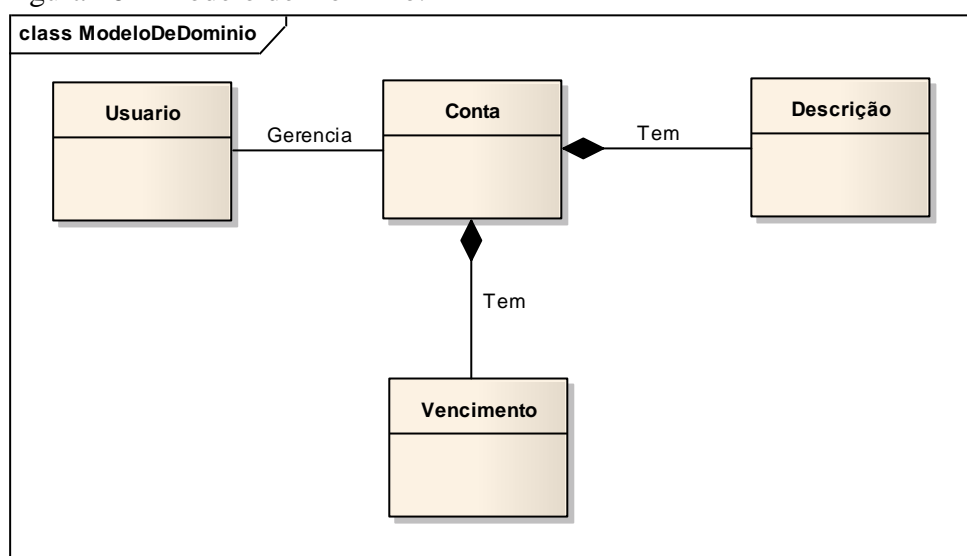 class ModeloDeDominio
Usuario
Gerencia
Conta
Tem
Descrição
Tem
Vencimento